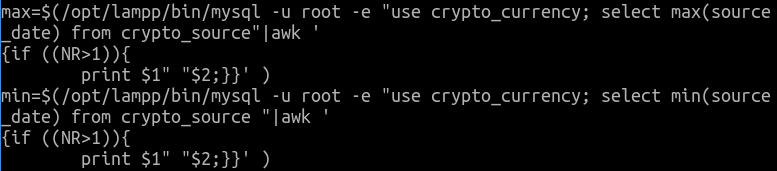 max=$(/opt/lampp/bin/mysql -u root -e "use crypto_currency; select max(source
_date) from crypto_source"|awk '
{if ((NR>1)){
        print $1" "$2;}}' )
min=$(/opt/lampp/bin/mysql -u root -e "use crypto_currency; select min(source
_date) from crypto_source "|awk '
{if ((NR>1)){
        print $1" "$2;}}' )